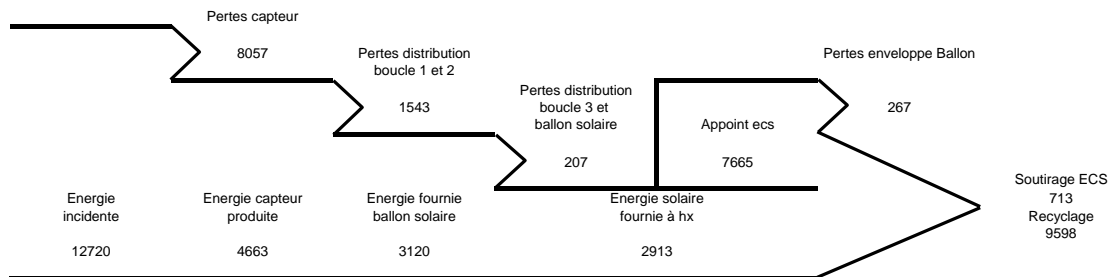 Pertes capteur
8057
Pertes distribution
boucle 1 et 2
1543
Pertes distribution
boucle 3 et
ballon solaire
207
Appoint ecs
7665
Pertes enveloppe Ballon
267
Energie
incidente
12720
Energie capteur
produite
4663
Energie fournie
ballon solaire
3120
Energie solaire
fournie à hx
2913
Soutirage ECS
713
Recyclage
9598